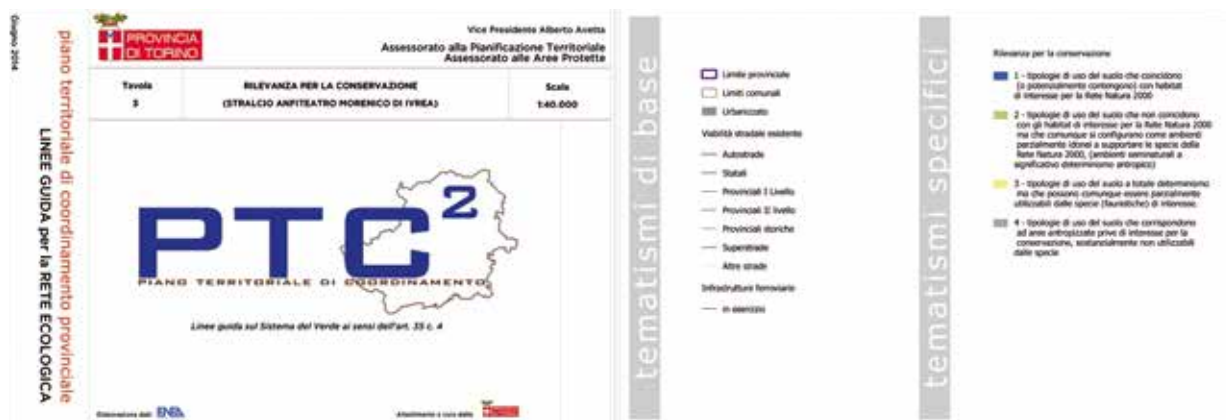 Giugno 2014
piano territoriale di coordinamento provinciale
LINEE GUIDA per la RETE ECOLOGICA
PROVINCIA
DI TORINO
Vice Presidente Alberto Avetta
Assessorato alla Pianificazione Territoriale
Assessorato alle Aree Protette
Tavola
3
RILEVANZA PER LA CONSERVAZIONE
(STRALCIO ANFITEATRO MORENICO DI IVREA)
Scala
1:40.000
PTC2
PIANO TERRITORIALE DI COORDINAMENTO
Linee guida sul Sistema del Verde ai sensi dell'art. 35 c. 4
Elaborazione dati: ENEA
Allestimento a cura della
tematismi di base
Limite provinciale
Limiti comunali
Urbanizzato
Viabilità stradale esistente
Autostrade
Statali
Provinciali I Livello
Provinciali II livello
Provinciali storiche
Superstrade
Altre strade
Infrastrutture ferroviarie
in esercizio
tematismi specifici
Rilevanza per la conservazione
1 - tipologie di uso del suolo che coincidono
(o potenzialmente contengono) con habitat
di interesse per la Rete Natura 2000
2 - tipologie di uso del suolo che non coincidono
con gli habitat di interesse per la Rete Natura 2000
ma che comunque si configurano come ambienti
parzialmente idonei a supportare le specie della
Rete Natura 2000, (ambienti seminaturali a
significativo determinismo antropico)
3 - tipologie di uso del suolo a totale determinismo
ma che possono comunque essere parzialmente
utilizzabili dalle specie (faunistiche) di interesse.
4 - tipologie di uso del suolo che corrispondono
ad aree antropizzate prive di interesse per la
conservazione, sostanzialmente non utilizzabili
dalle specie